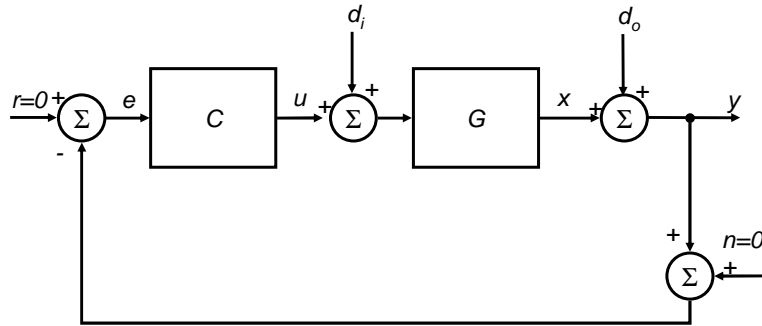 d_i
d_o
r=0
+
Σ
e
C
u
+
+
Σ
G
x
+
+
Σ
y
-
+
n=0
+
Σ